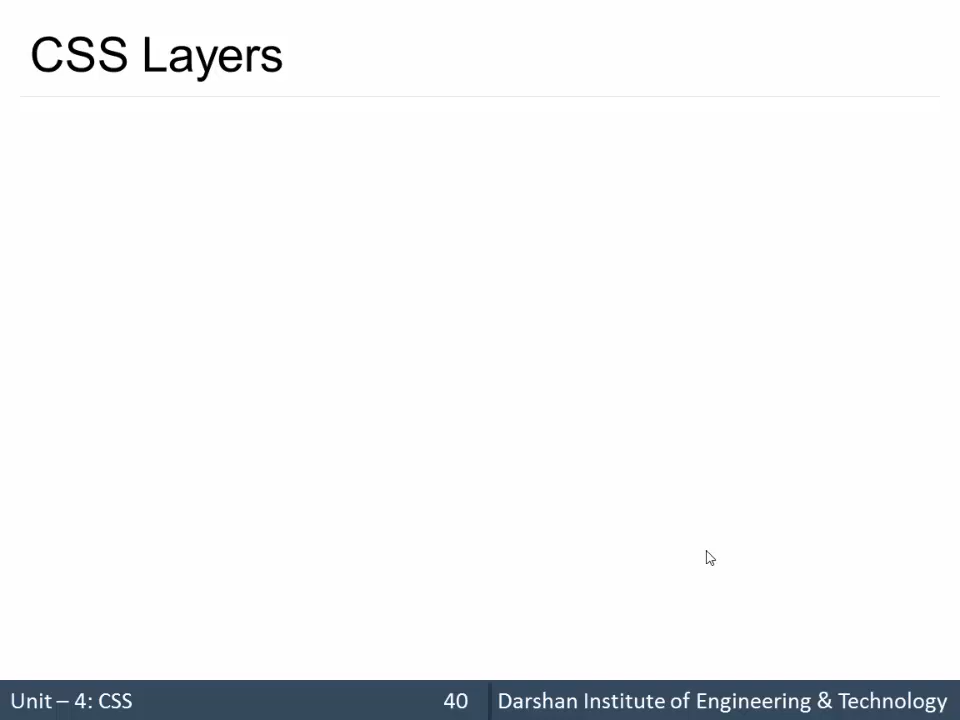 CSS Layers
Unit – 4: CSS
40
Darshan Institute of Engineering & Technology